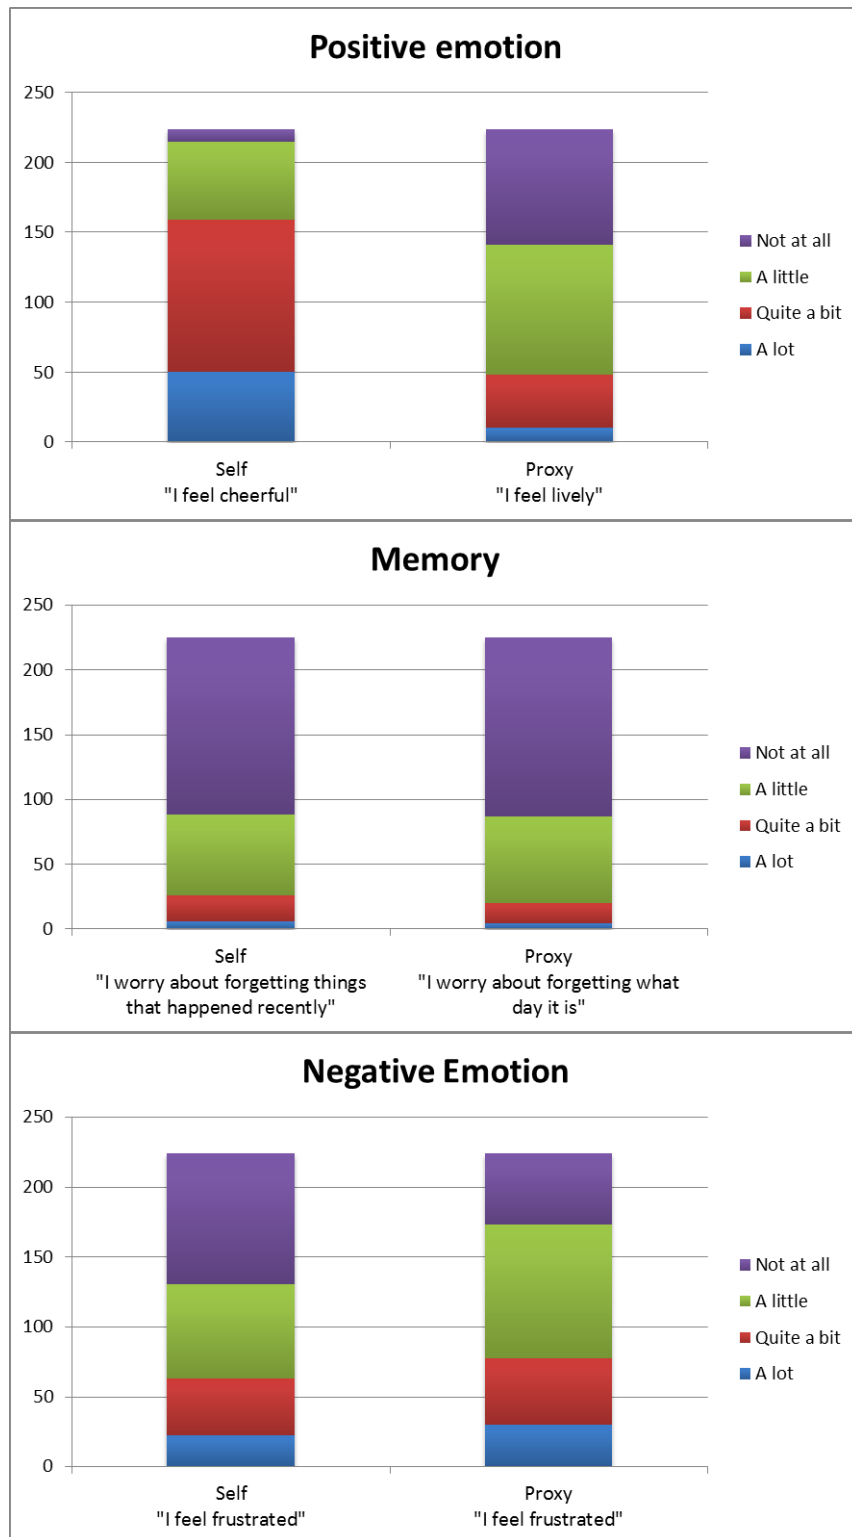 Positive emotion
250
200
150
100
50
0
Not at all
A little
Quite a bit
A lot
Self
"I feel cheerful"
Proxy
"I feel lively"
Memory
250
200
150
100
50
0
Not at all
A little
Quite a bit
A lot
Self
"I worry about forgetting things
that happened recently"
Proxy
"I worry about forgetting what
day it is"
Negative Emotion
250
200
150
100
50
0
Not at all
A little
Quite a bit
A lot
Self
"I feel frustrated"
Proxy
"I feel frustrated"